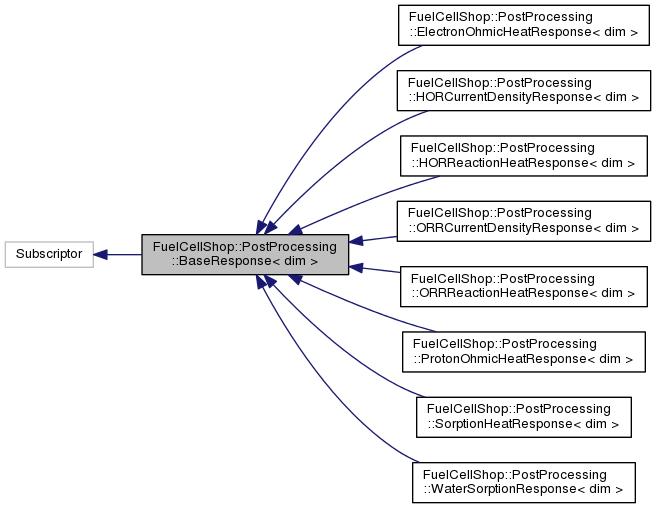 Subscriptor
FuelCellShop::PostProcessing
::BaseResponse< dim >
FuelCellShop::PostProcessing
::ElectronOhmicHeatResponse< dim >
FuelCellShop::PostProcessing
::HORCurrentDensityResponse< dim >
FuelCellShop::PostProcessing
::HORReactionHeatResponse< dim >
FuelCellShop::PostProcessing
::ORRCurrentDensityResponse< dim >
FuelCellShop::PostProcessing
::ORRReactionHeatResponse< dim >
FuelCellShop::PostProcessing
::ProtonOhmicHeatResponse< dim >
FuelCellShop::PostProcessing
::SorptionHeatResponse< dim >
FuelCellShop::PostProcessing
::WaterSorptionResponse< dim >